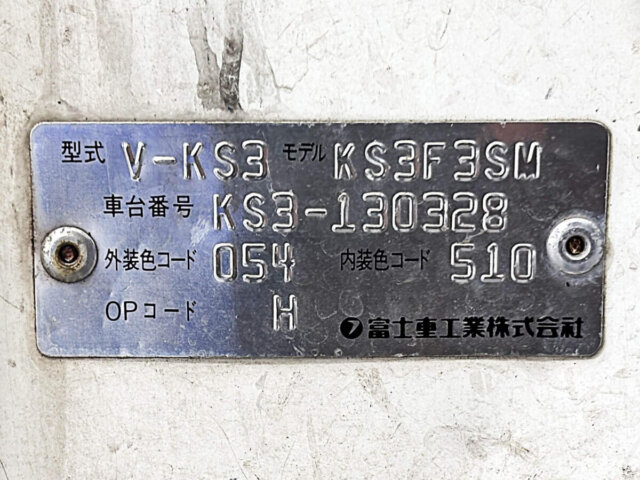 型式 V-KS3 モデル KS3F3SM
車台番号 KS3-130328
外装色コード 054 内装色コード 510
OPコード H
富士重工業株式会社